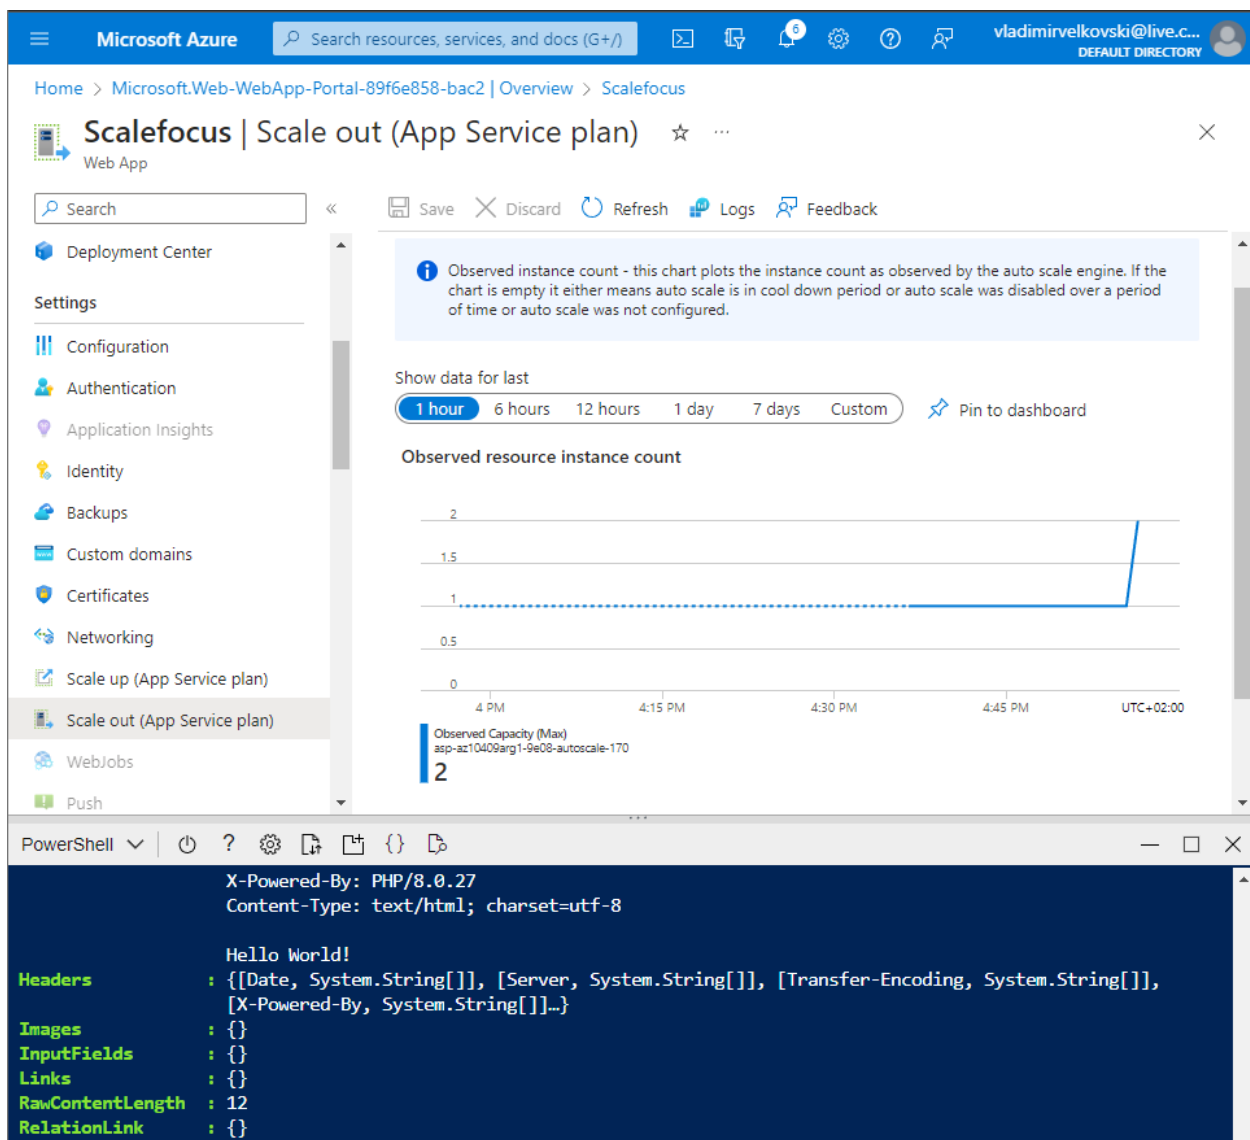 Microsoft Azure
Search resources, services, and docs (G+/)
6
vladimirvelkovski@live.c...
DEFAULT DIRECTORY
Home > Microsoft.Web-WebApp-Portal-89f6e858-bac2 | Overview > Scalefocus
Scalefocus | Scale out (App Service plan)
Web App
Search
Save
Discard
Refresh
Logs
Feedback
Deployment Center
Settings
Configuration
Authentication
Application Insights
Identity
Backups
Custom domains
Certificates
Networking
Scale up (App Service plan)
Scale out (App Service plan)
WebJobs
Push
Observed instance count - this chart plots the instance count as observed by the auto scale engine. If the
chart is empty it either means auto scale is in cool down period or auto scale was disabled over a period
of time or auto scale was not configured.
Show data for last
1 hour 6 hours 12 hours 1 day 7 days Custom
Pin to dashboard
Observed resource instance count
2
1.5
1
0.5
0
4 PM 4:15 PM 4:30 PM 4:45 PM UTC+02:00
Observed Capacity (Max)
asp-az10409arg1-9e08-autoscale-170
2
PowerShell
X-Powered-By: PHP/8.0.27
Content-Type: text/html; charset=utf-8
Hello World!
Headers : {[Date, System.String[]], [Server, System.String[]], [Transfer-Encoding, System.String[]],
[X-Powered-By, System.String[]]…}
Images : {}
InputFields : {}
Links : {}
RawContentLength : 12
RelationLink : {}